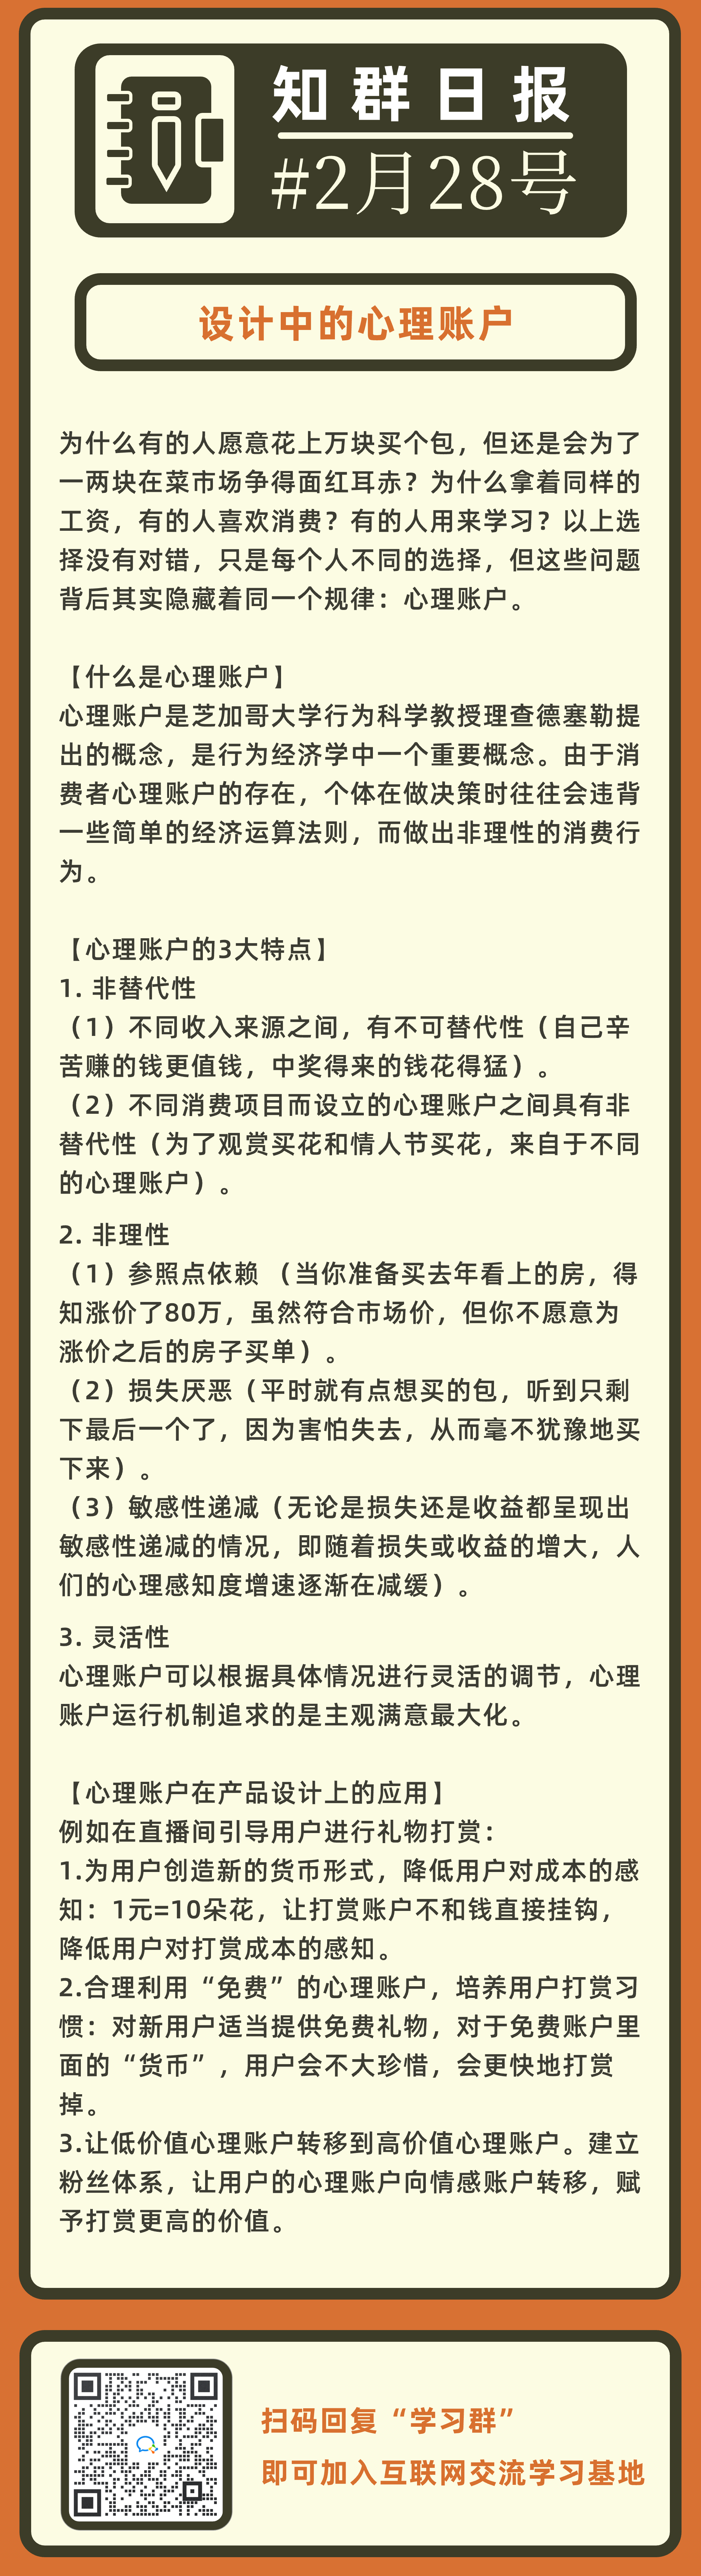 知群日报
#2月28号
设计中的心理账户
为什么有的人愿意花上万块买个包，但还是会为了
一两块在菜市场争得面红耳赤？为什么拿着同样的
工资，有的人喜欢消费？有的人用来学习？以上选
择没有对错，只是每个人不同的选择，但这些问题
背后其实隐藏着同一个规律：心理账户。
【什么是心理账户】
心理账户是芝加哥大学行为科学教授理查德塞勒提
出的概念，是行为经济学中一个重要概念。由于消
费者心理账户的存在，个体在做决策时往往会违背
一些简单的经济运算法则，而做出非理性的消费行
为。
【心理账户的3大特点】
1. 非替代性
（1）不同收入来源之间，有不可替代性（自己辛
苦赚的钱更值钱，中奖得来的钱花得猛）。
（2）不同消费项目而设立的心理账户之间具有非
替代性（为了观赏买花和情人节买花，来自于不同
的心理账户）。
2. 非理性
（1）参照点依赖 （当你准备买去年看上的房，得
知涨价了80万，虽然符合市场价，但你不愿意为
涨价之后的房子买单）。
（2）损失厌恶（平时就有点想买的包，听到只剩
下最后一个了，因为害怕失去，从而毫不犹豫地买
下来）。
（3）敏感性递减（无论是损失还是收益都呈现出
敏感性递减的情况，即随着损失或收益的增大，人
们的心理感知度增速逐渐在减缓）。
3. 灵活性
心理账户可以根据具体情况进行灵活的调节，心理
账户运行机制追求的是主观满意最大化。
【心理账户在产品设计上的应用】
例如在直播间引导用户进行礼物打赏：
1.为用户创造新的货币形式，降低用户对成本的感
知：1元=10朵花，让打赏账户不和钱直接挂钩，
降低用户对打赏成本的感知。
2.合理利用“免费”的心理账户，培养用户打赏习
惯：对新用户适当提供免费礼物，对于免费账户里
面的“货币”，用户会不大珍惜，会更快地打赏
掉。
3.让低价值心理账户转移到高价值心理账户。建立
粉丝体系，让用户的心理账户向情感账户转移，赋
予打赏更高的价值。
扫码回复“学习群”
即可加入互联网交流学习基地